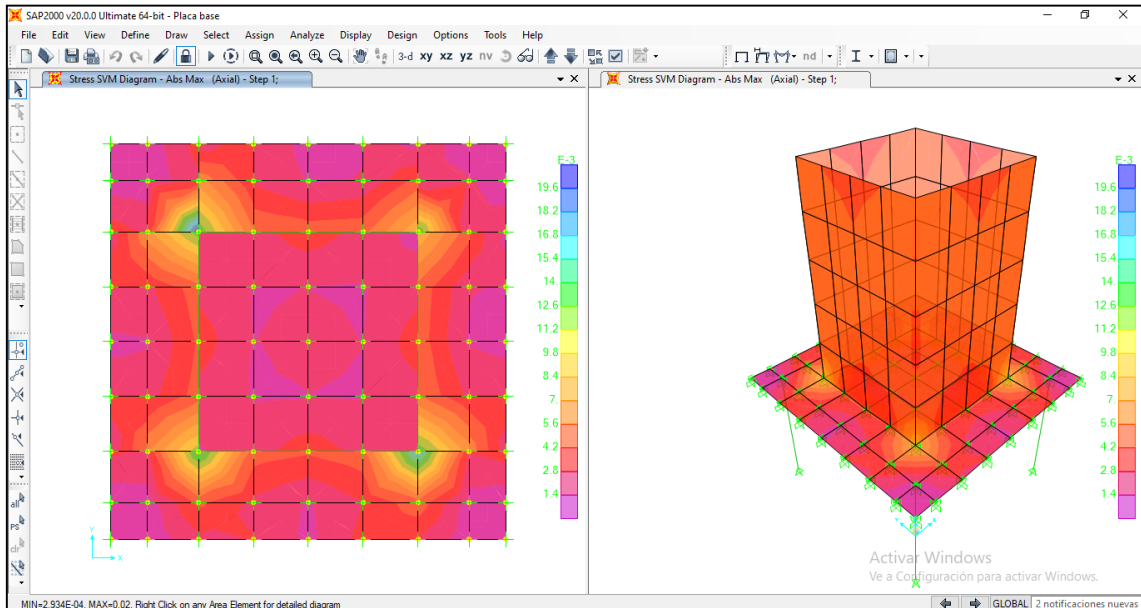 SAP2000 v20.0.0 Ultimate 64-bit - Placa base
File Edit View Define Draw Select Assign Analyze Display Design Options Tools Help
3-d xy xz yz nv nd
Stress SVM Diagram - Abs Max (Axial) - Step 1;
E-3
19.6
18.2
16.8
15.4
14.
12.6
11.2
9.8
8.4
7.
5.6
4.2
2.8
1.4
Y
X
Stress SVM Diagram - Abs Max (Axial) - Step 1;
E-3
19.6
18.2
16.8
15.4
14.
12.6
11.2
9.8
8.4
7.
5.6
4.2
2.8
1.4
Activar Windows
Ve a Configuración para activar Windows.
all
PS
clr
MIN=2.934E-04, MAX=0.02, Right Click on any Area Element for detailed diagram
GLOBAL 2 notificaciones nuevas